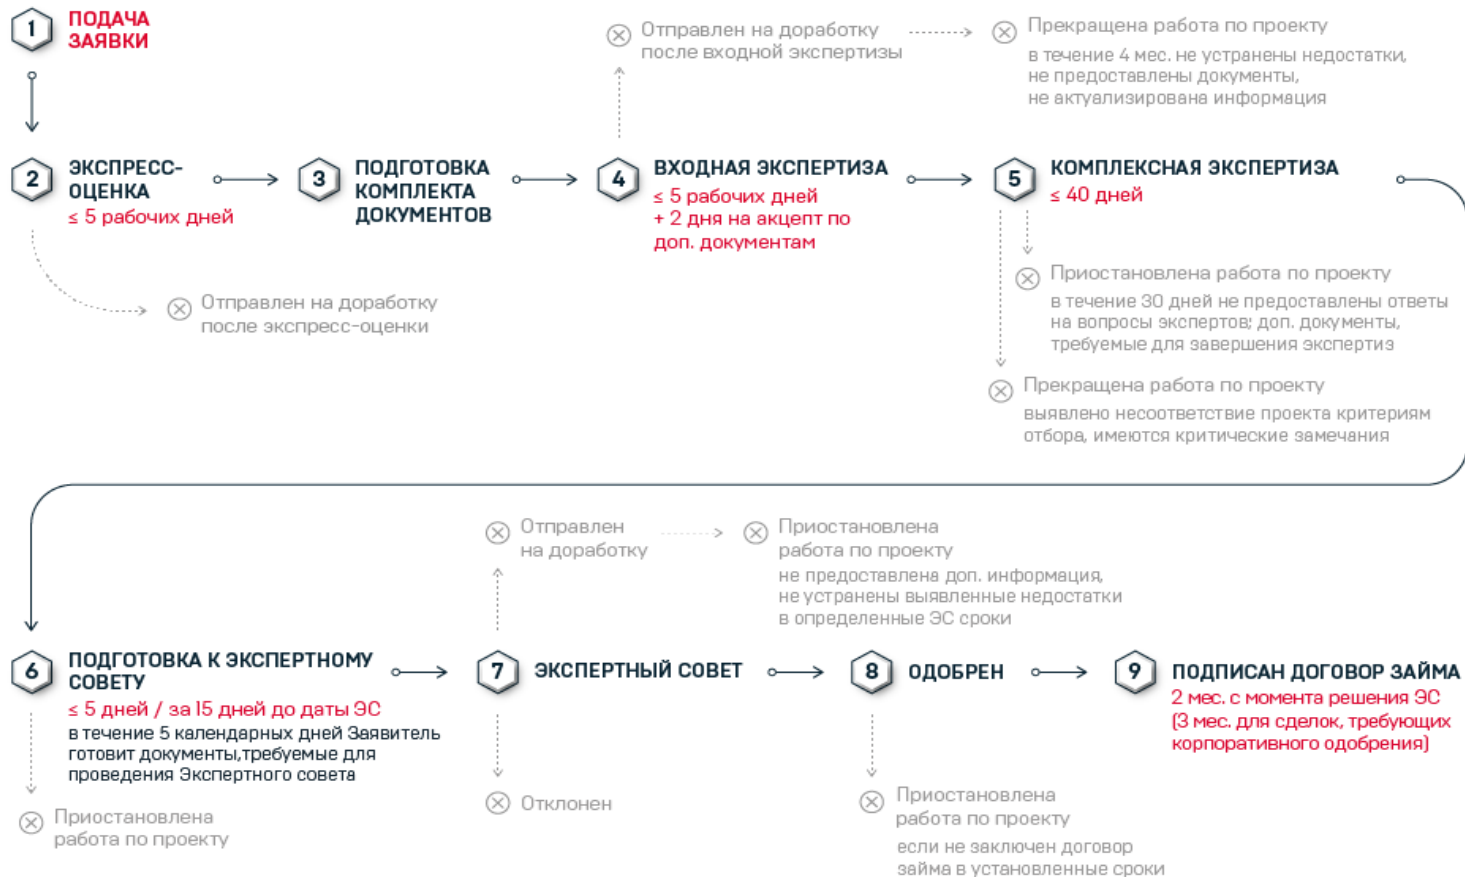 1
ПОДАЧА
ЗАЯВКИ
Отправлен на доработку
после входной экспертизы
Прекращена работа по проекту
в течение 4 мес. не устранены недостатки,
не предоставлены документы,
не актуализирована информация
2
ЭКСПРЕСС-
ОЦЕНКА
≤ 5 рабочих дней
3
ПОДГОТОВКА
КОМПЛЕКТА
ДОКУМЕНТОВ
4
ВХОДНАЯ ЭКСПЕРТИЗА
≤ 5 рабочих дней
+ 2 дня на акцепт по
доп. документам
5
КОМПЛЕКСНАЯ ЭКСПЕРТИЗА
≤ 40 дней
Отправлен на доработку
после экспресс-оценки
Приостановлена работа по проекту
в течение 30 дней не предоставлены ответы
на вопросы экспертов; доп. документы,
требуемые для завершения экспертиз
Прекращена работа по проекту
выявлено несоответствие проекта критериям
отбора, имеются критические замечания
Отправлен
на доработку
Приостановлена
работа по проекту
не предоставлена доп. информация,
не устранены выявленные недостатки
в определенные ЭС сроки
6
ПОДГОТОВКА К ЭКСПЕРТНОМУ
СОВЕТУ
≤ 5 дней / за 15 дней до даты ЭС
в течение 5 календарных дней Заявитель
готовит документы,требуемые для
проведения Экспертного совета
7
ЭКСПЕРТНЫЙ СОВЕТ
8
ОДОБРЕН
9
ПОДПИСАН ДОГОВОР ЗАЙМА
2 мес. с момента решения ЭС
(3 мес. для сделок, требующих
корпоративного одобрения)
Приостановлена
работа по проекту
Отклонен
Приостановлена
работа по проекту
если не заключен договор
займа в установленные сроки